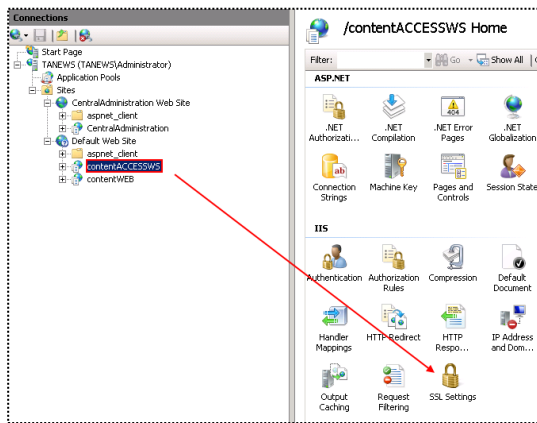 Connections
Start Page
TANEWS (TANEWS\Administrator)
Application Pools
Sites
CentralAdministration Web Site
aspnet_client
CentralAdministration
Default Web Site
aspnet_client
contentACCESSWS
contentWEB
/contentACCESSWS Home
Filter: Go Show All
ASP.NET
.NET Authorizati... .NET Compilation .NET Error Pages .NET Globalization
404
ab
Connection Strings Machine Key Pages and Controls Session State
IIS
Authentication Authorization Rules Compression Default Document
Handler Mappings HTTP Redirect HTTP Respo... IP Address and Dom...
Output Caching Request Filtering SSL Settings